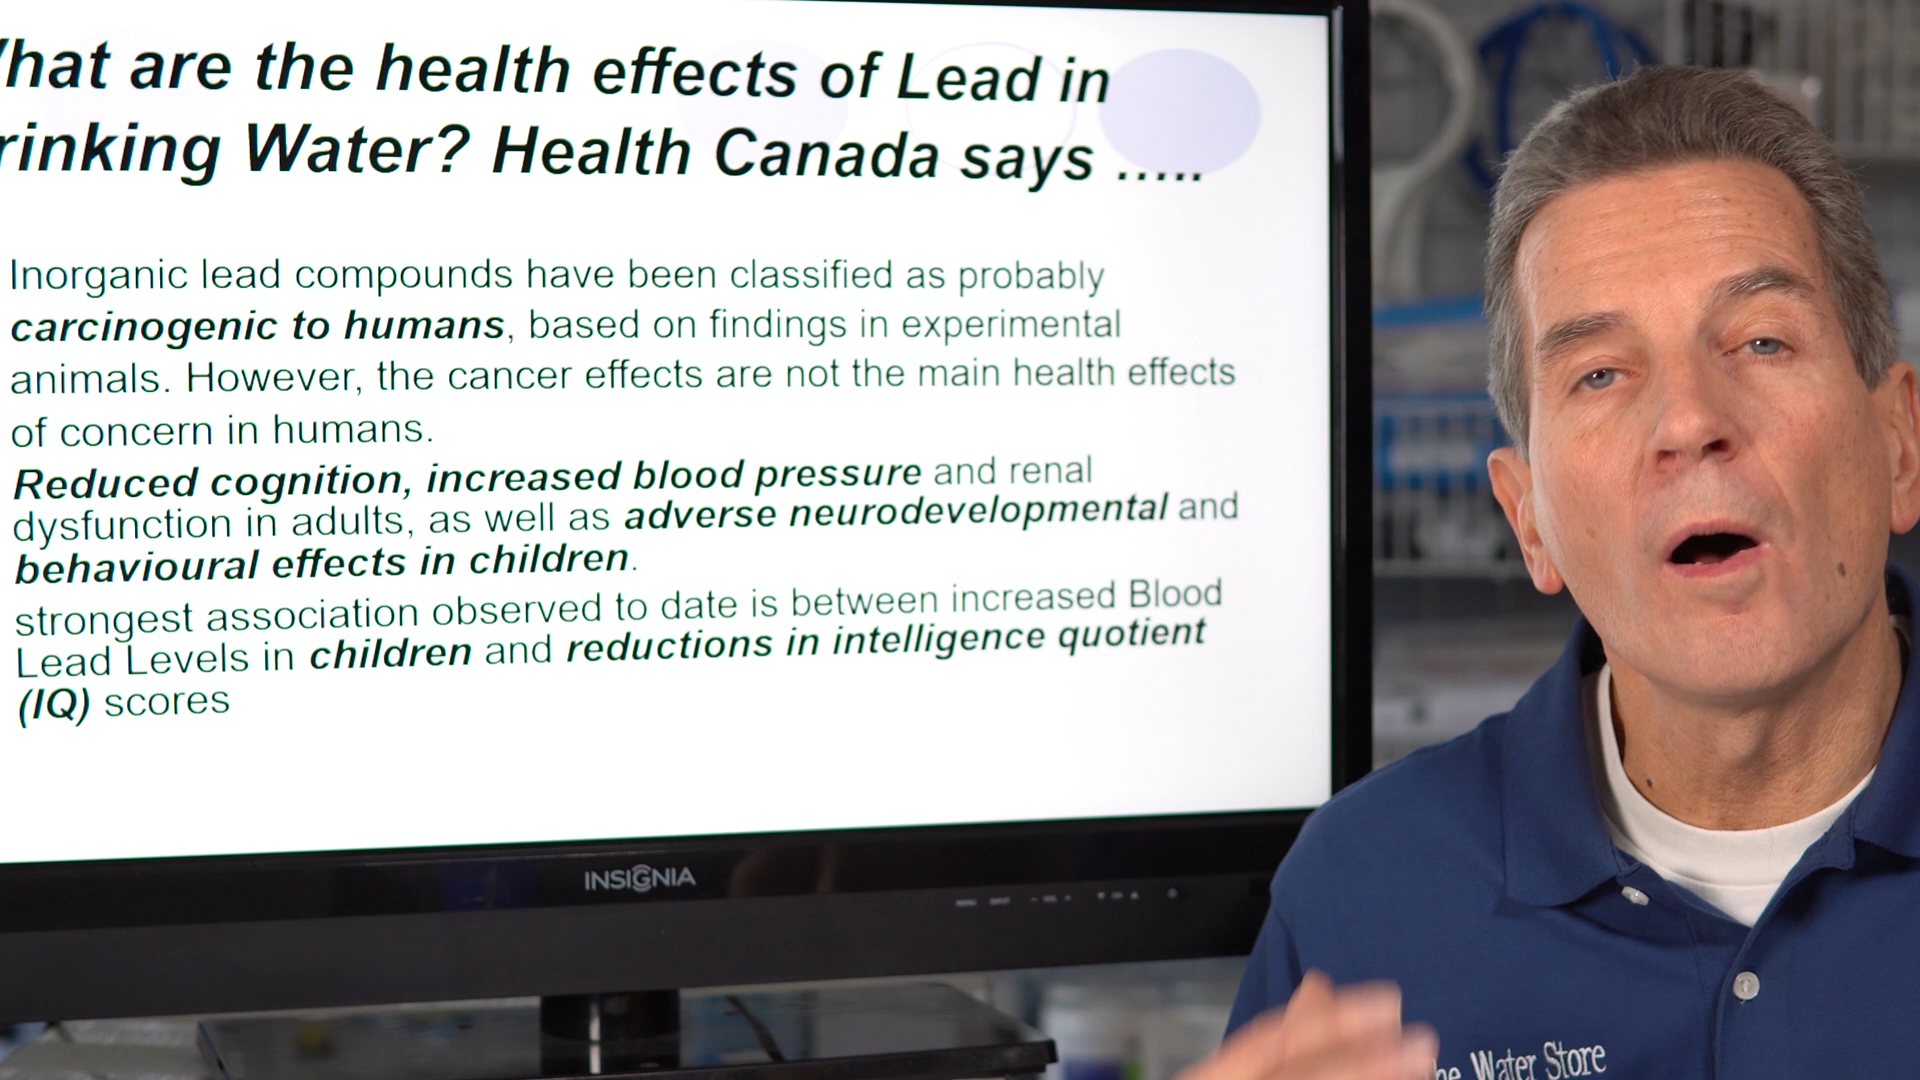 hat are the health effects of Lead in
rinking Water? Health Canada says .....
Inorganic lead compounds have been classified as probably
carcinogenic to humans, based on findings in experimental
animals. However, the cancer effects are not the main health effects
of concern in humans.
Reduced cognition, increased blood pressure and renal
dysfunction in adults, as well as adverse neurodevelopmental and
behavioural effects in children.
strongest association observed to date is between increased Blood
Lead Levels in children and reductions in intelligence quotient
(IQ) scores
INSIGNIA
he Water Store